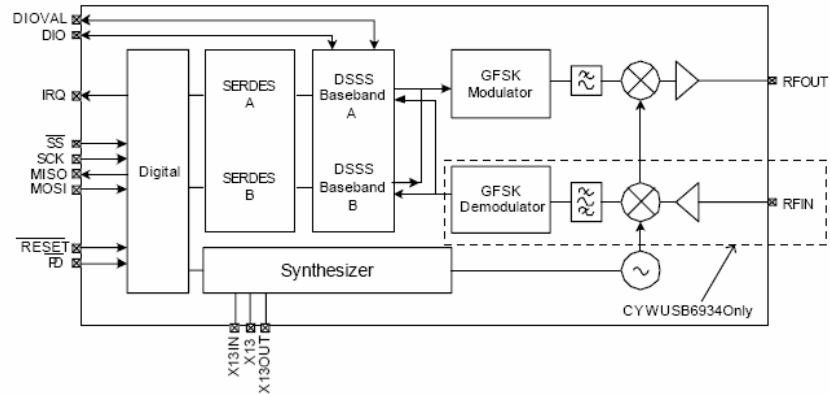 DIOVAL
DIO
IRQ
SS
SCK
MISO
MOSI
RESET
PD
Digital
SERDES
A
SERDES
B
DSSS
Baseband
A
DSSS
Baseband
B
GFSK
Modulator
GFSK
Demodulator
Synthesizer
RFOUT
RFIN
CYWUSB6934Only
X13IN
X13
X13OUT